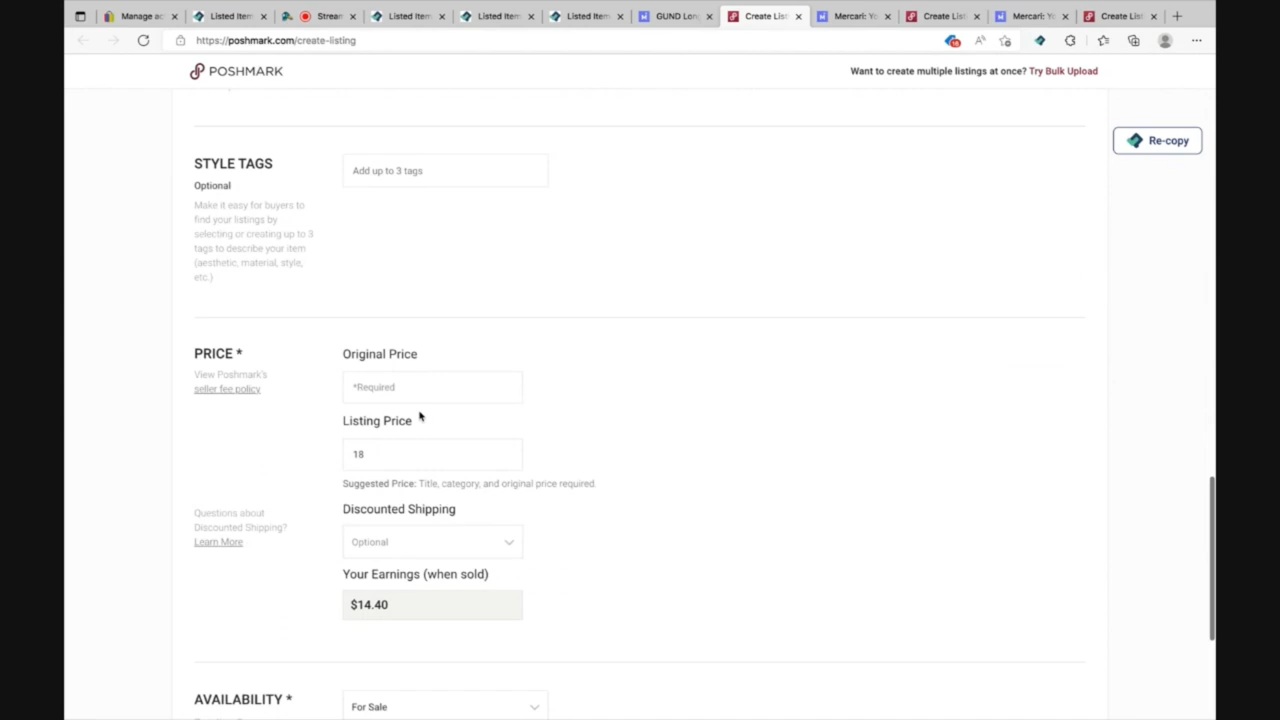 Manage ac
Listed Item
Stream
Listed Item
Listed Item
Listed Item
GUND Lon
Create List
Mercari: Yo
Create List
Mercari: Yo
Create List
https://poshmark.com/create-listing
POSHMARK
Want to create multiple listings at once? Try Bulk Upload
Re-copy
STYLE TAGS
Add up to 3 tags
Optional
Make it easy for buyers to
find your listings by
selecting or creating up to 3
tags to describe your item
(aesthetic, material, style,
etc.)
PRICE *
Original Price
View Poshmark's
seller fee policy
*Required
Listing Price
18
Suggested Price: Title, category, and original price required.
Discounted Shipping
Questions about
Discounted Shipping?
Learn More
Optional
Your Earnings (when sold)
$14.40
AVAILABILITY *
For Sale